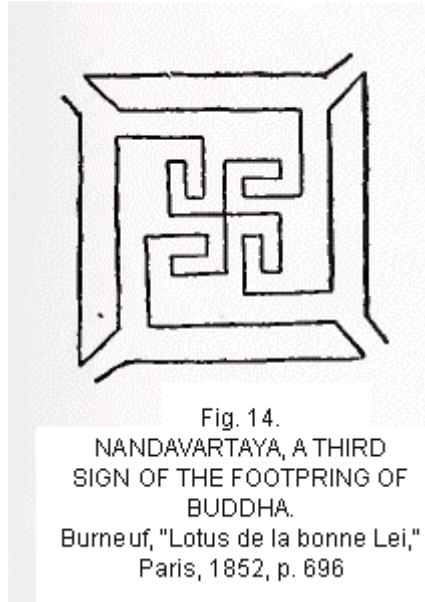 Fig. 14.
NANDAVARTAYA, A THIRD
SIGN OF THE FOOTPRING OF
BUDDHA.
Burneuf, "Lotus de la bonne Lei,"
Paris, 1852, p. 696